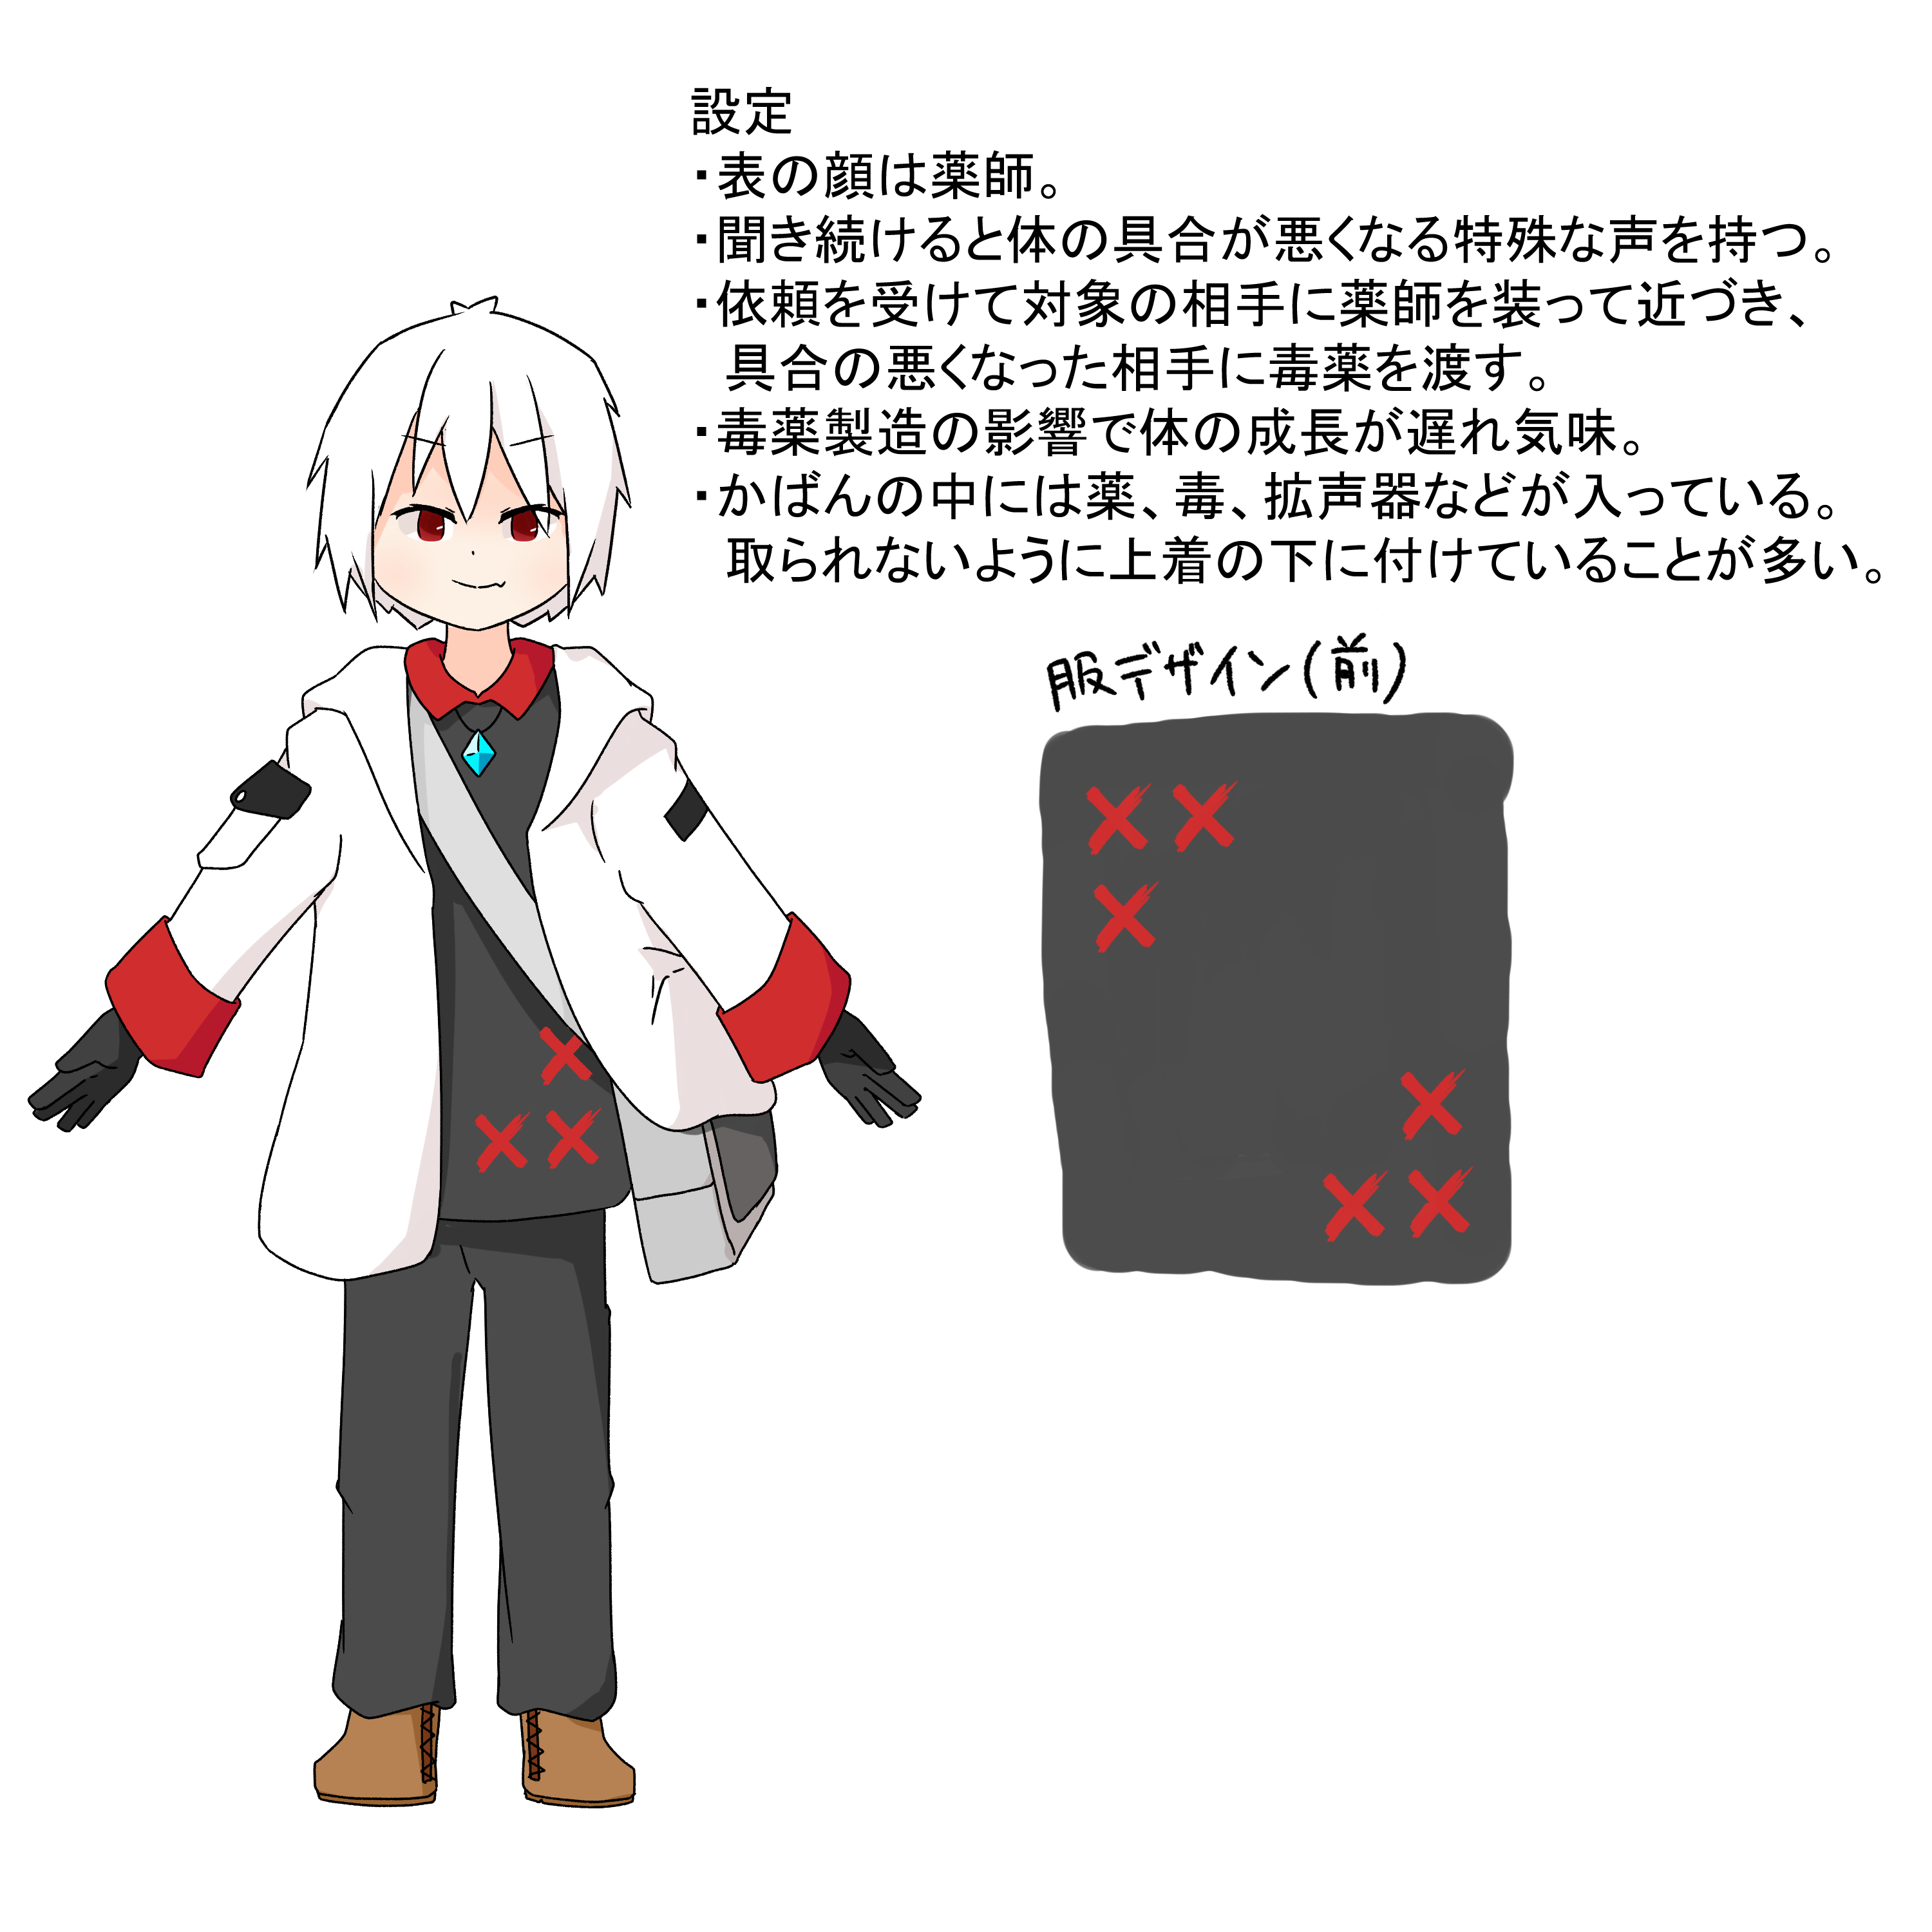 設定
・表の顔は薬師。
・聞き続けると体の具合が悪くなる特殊な声を持つ。
・依頼を受けて対象の相手に薬師を装って近づき、
具合の悪くなった相手に毒薬を渡す。
・毒薬製造の影響で体の成長が遅れ気味。
・かばんの中には薬、毒、拡声器などが入っている。
取られないように上着の下に付けていることが多い。
服デザイン(前)